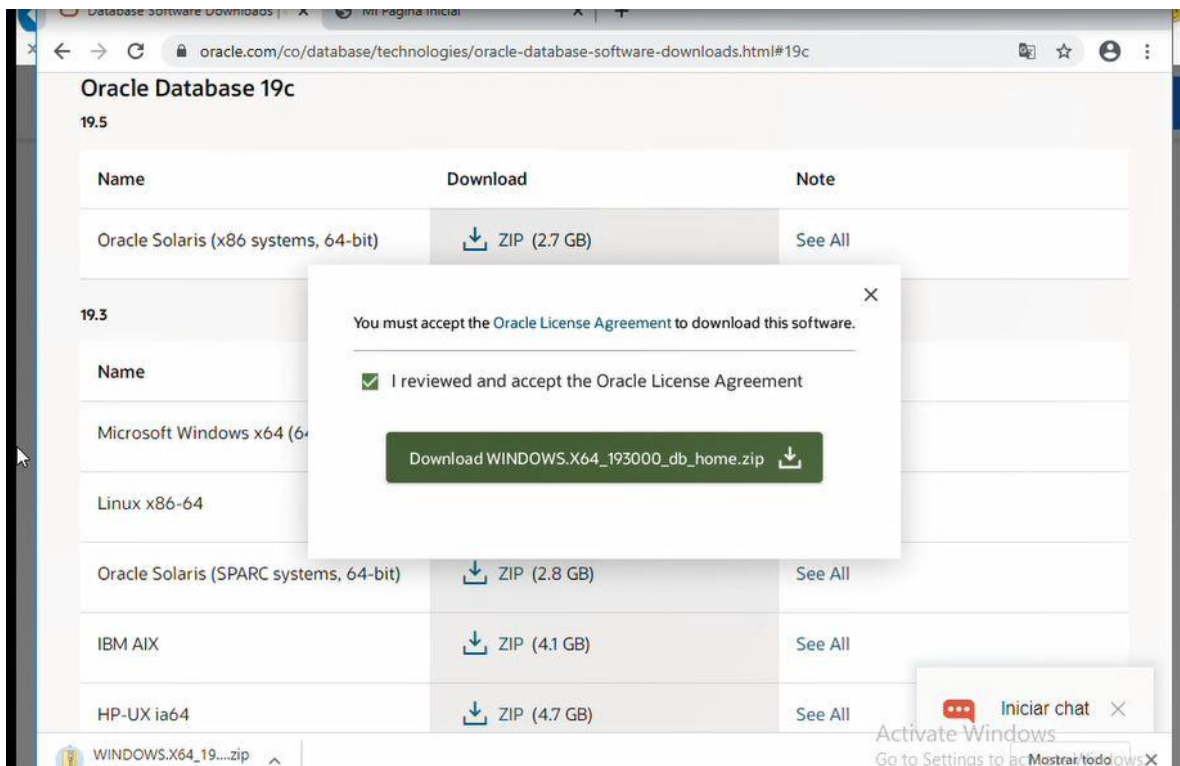 Database Software Downloads
Mi Pagina Inicial
oracle.com/co/database/technologies/oracle-database-software-downloads.html#19c
Oracle Database 19c
19.5
Name Download Note
Oracle Solaris (x86 systems, 64-bit) ZIP (2.7 GB) See All
19.3
You must accept the Oracle License Agreement to download this software.
I reviewed and accept the Oracle License Agreement
Download WINDOWS.X64_193000_db_home.zip
Name
Microsoft Windows x64 (64
Linux x86-64
Oracle Solaris (SPARC systems, 64-bit) ZIP (2.8 GB) See All
IBM AIX ZIP (4.1 GB) See All
HP-UX ia64 ZIP (4.7 GB) See All
Iniciar chat
Activate Windows
Go to Settings to
Mostrar todo
WINDOWS.X64_19....zip